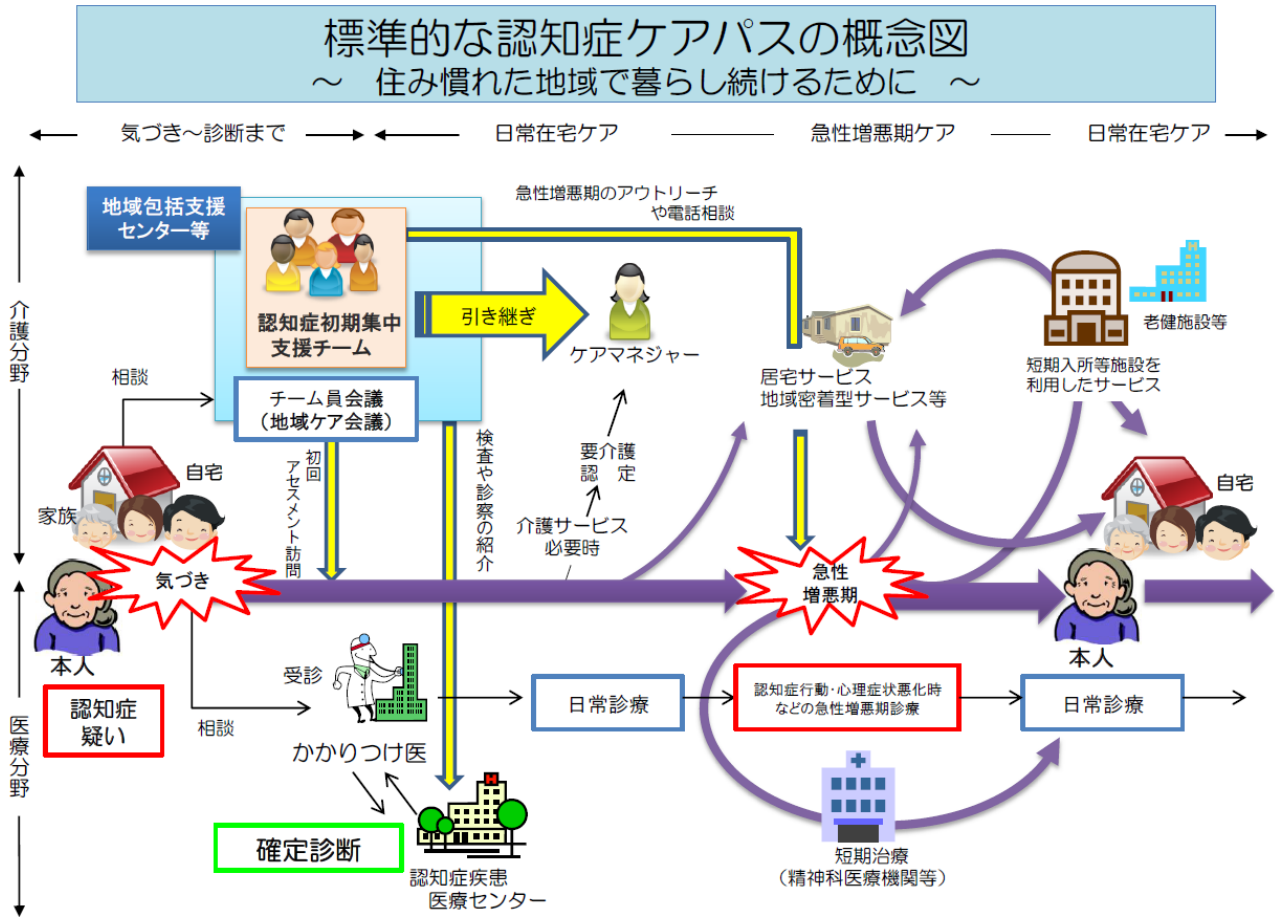 標準的な認知症ケアパスの概念図
～ 住み慣れた地域で暮らし続けるために ～
気づき～診断まで
日常在宅ケア
急性増悪期ケア
日常在宅ケア
介護分野
医療分野
地域包括支援
センター等
認知症初期集中
支援チーム
チーム員会議
（地域ケア会議）
急性増悪期のアウトリーチ
や電話相談
引き継ぎ
ケアマネジャー
居宅サービス
地域密着型サービス等
老健施設等
短期入所等施設を
利用したサービス
相談
自宅
家族
初回
アセスメント訪問
検査や診察の紹介
要介護
認定
介護サービス
必要時
気づき
急性
増悪期
自宅
本人
本人
認知症
疑い
相談
受診
かかりつけ医
日常診療
認知症行動・心理症状悪化時
などの急性増悪期診療
日常診療
確定診断
H
認知症疾患
医療センター
短期治療
（精神科医療機関等）